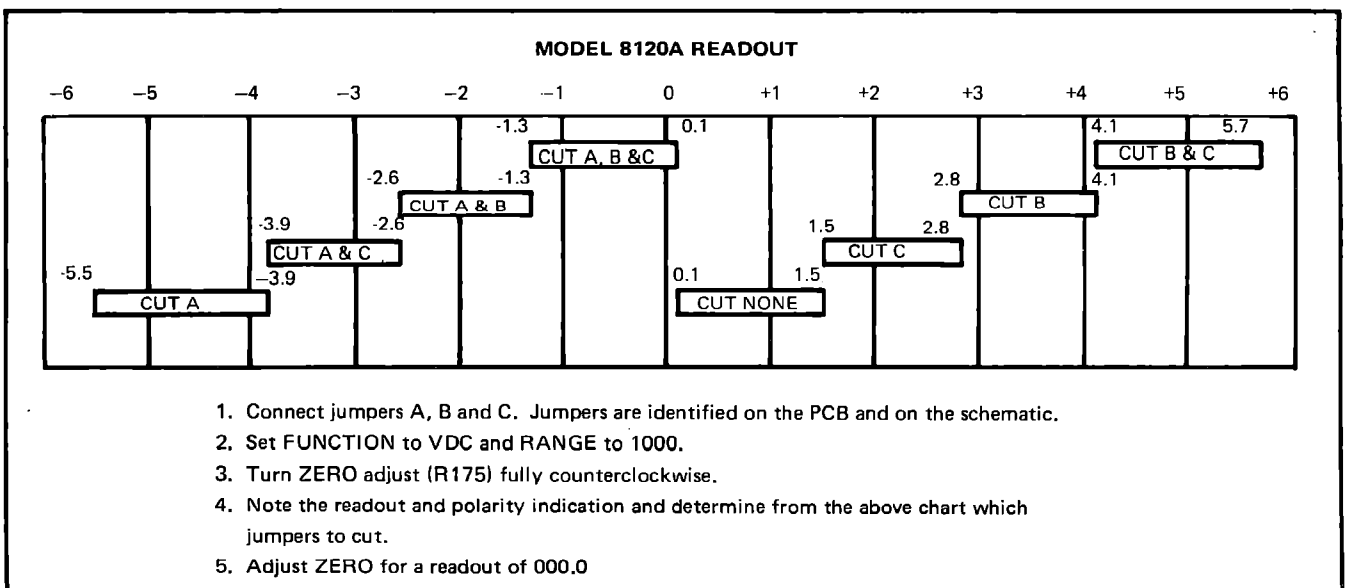 MODEL 8120A READOUT
–6 –5 –4 –3 –2 –1 0 +1 +2 +3 +4 +5 +6
-1.3 0.1 4.1 5.7
CUT A, B &C CUT B & C
-2.6 -1.3 2.8 4.1
CUT A & B CUT B
-3.9 -2.6 1.5 2.8
CUT A & C CUT C
-5.5 –3.9 0.1 1.5
CUT A CUT NONE
1. Connect jumpers A, B and C. Jumpers are identified on the PCB and on the schematic.
2. Set FUNCTION to VDC and RANGE to 1000.
3. Turn ZERO adjust (R175) fully counterclockwise.
4. Note the readout and polarity indication and determine from the above chart which
jumpers to cut.
5. Adjust ZERO for a readout of 000.0